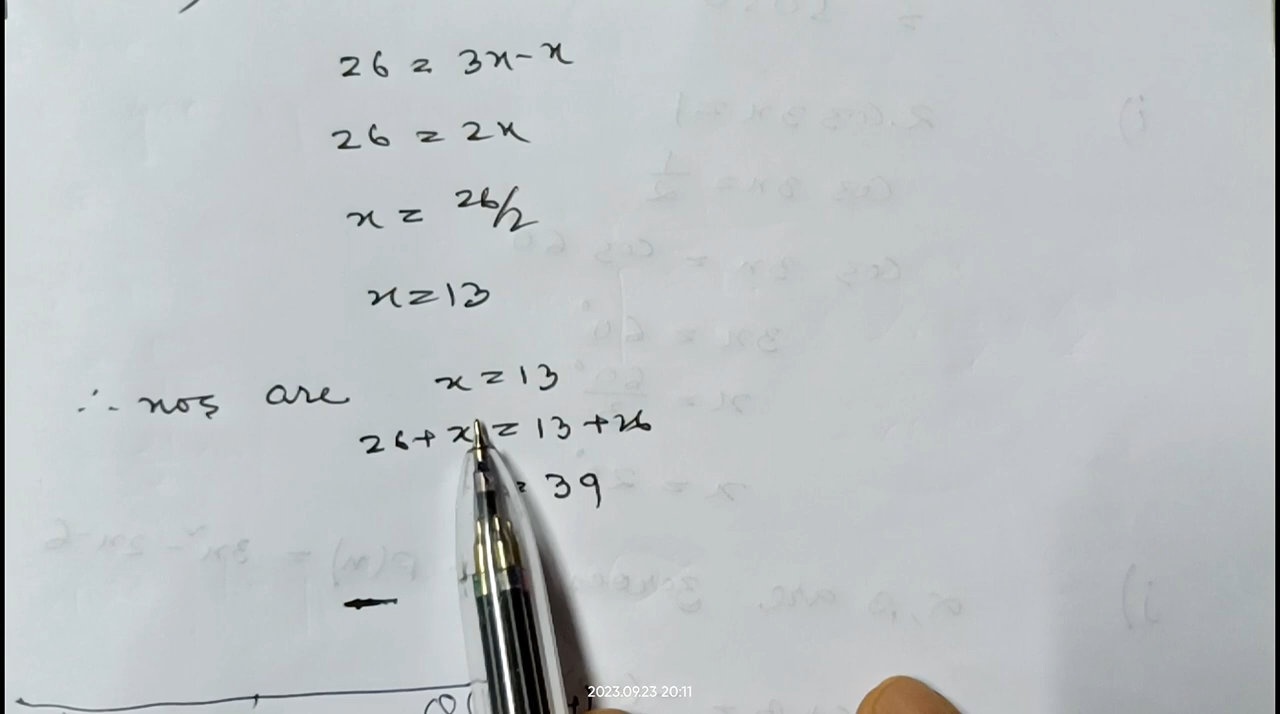 26 = 3x - x
26 = 2x
x = 26/2
x = 13
∴ nos are x = 13
26 + x = 13 + 26
= 39
2023.09.23 20:11